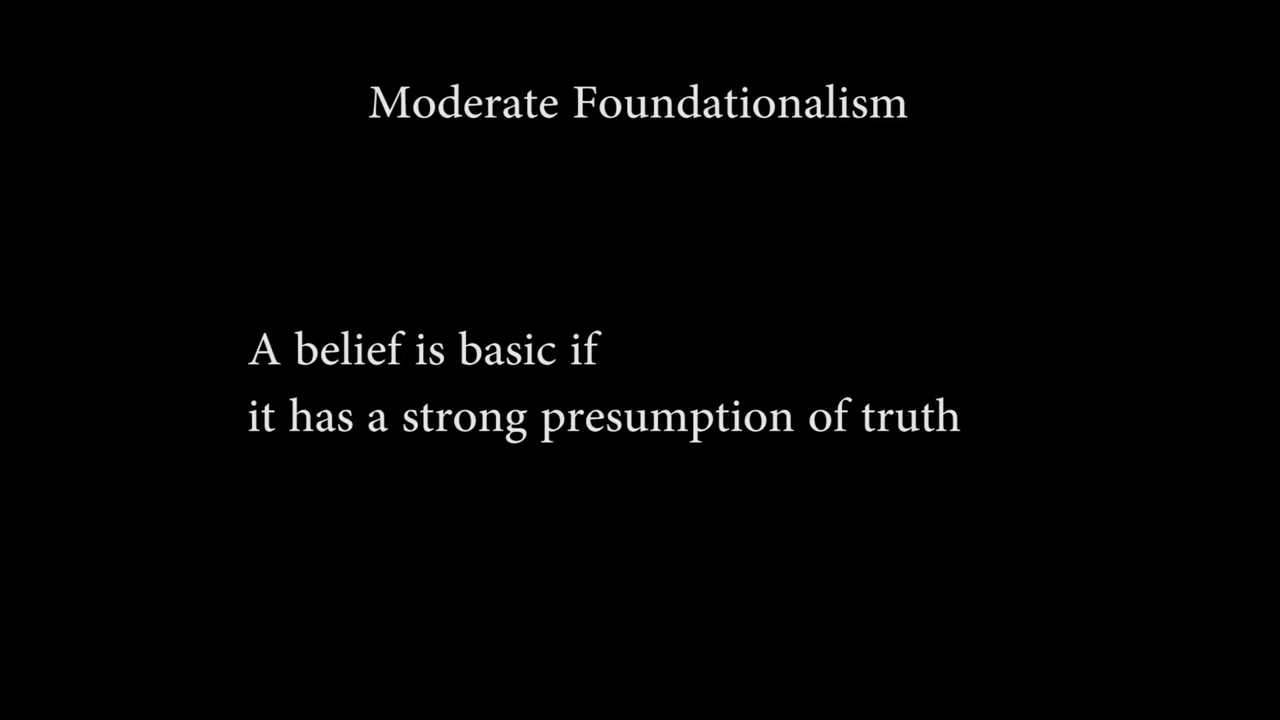 Moderate Foundationalism
A belief is basic if
it has a strong presumption of truth